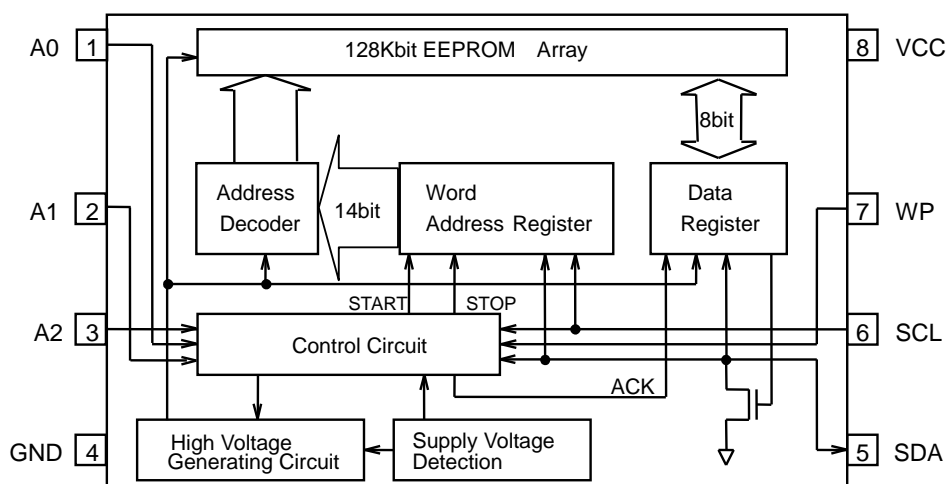 A0 1
128Kbit EEPROM Array
8 VCC
8bit
A1 2
Address
Decoder
14bit
Word
Address Register
Data
Register
7 WP
START
STOP
A2 3
Control Circuit
6 SCL
ACK
GND 4
High Voltage
Generating Circuit
Supply Voltage
Detection
5 SDA